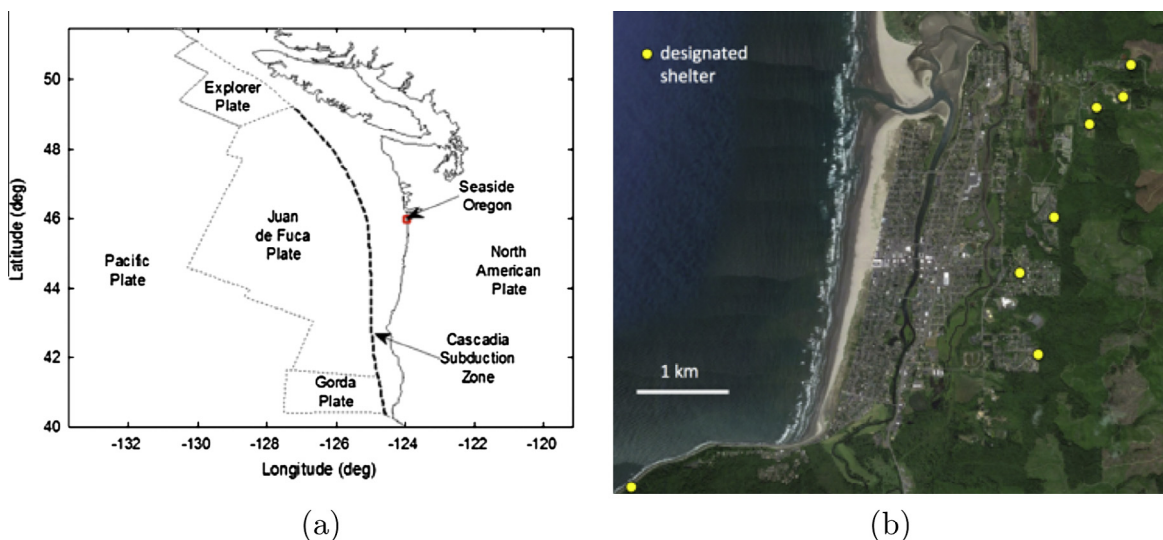 50
48
46
44
42
40
Latitude (deg)
-132
-130
-128
-126
-124
-122
-120
Longitude (deg)
Explorer
Plate
Juan
de Fuca
Plate
Pacific
Plate
Seaside
Oregon
North
American
Plate
Cascadia
Subduction
Zone
Gorda
Plate
(a)
designated
shelter
1 km
(b)